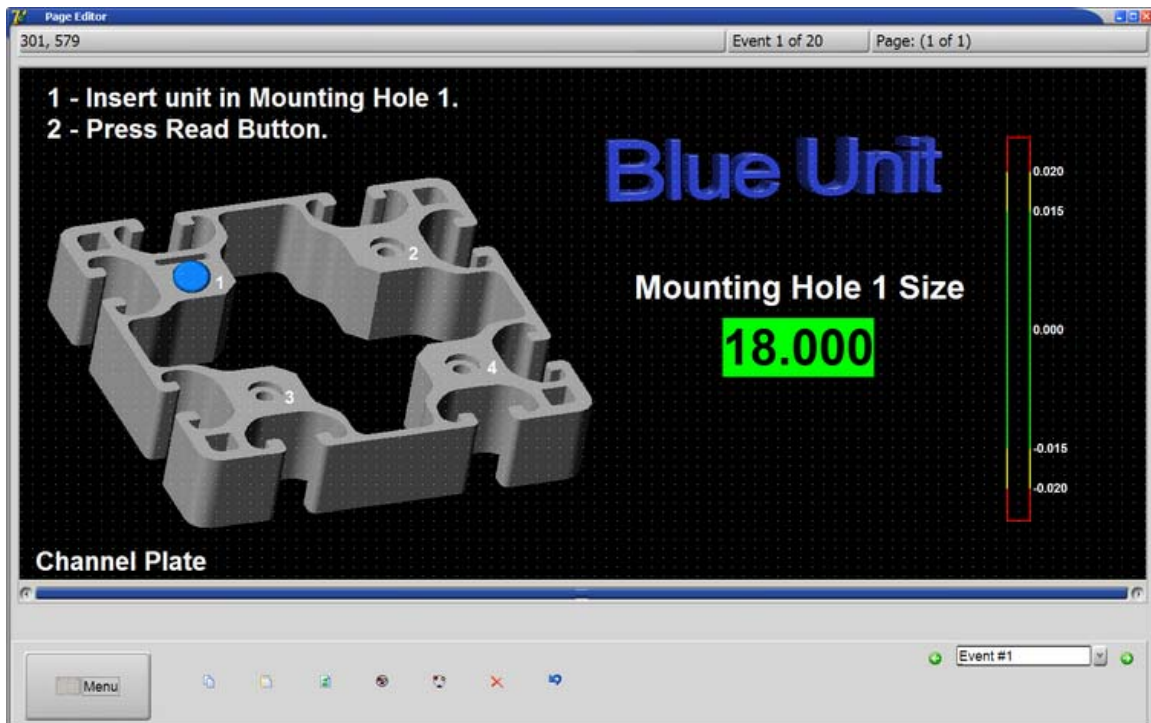 Page Editor
301, 579
Event 1 of 20
Page: (1 of 1)
1 - Insert unit in Mounting Hole 1.
2 - Press Read Button.
Blue Unit
0.020
0.015
2
1
Mounting Hole 1 Size
0.000
18.000
4
3
-0.015
-0.020
Channel Plate
Event #1
Menu